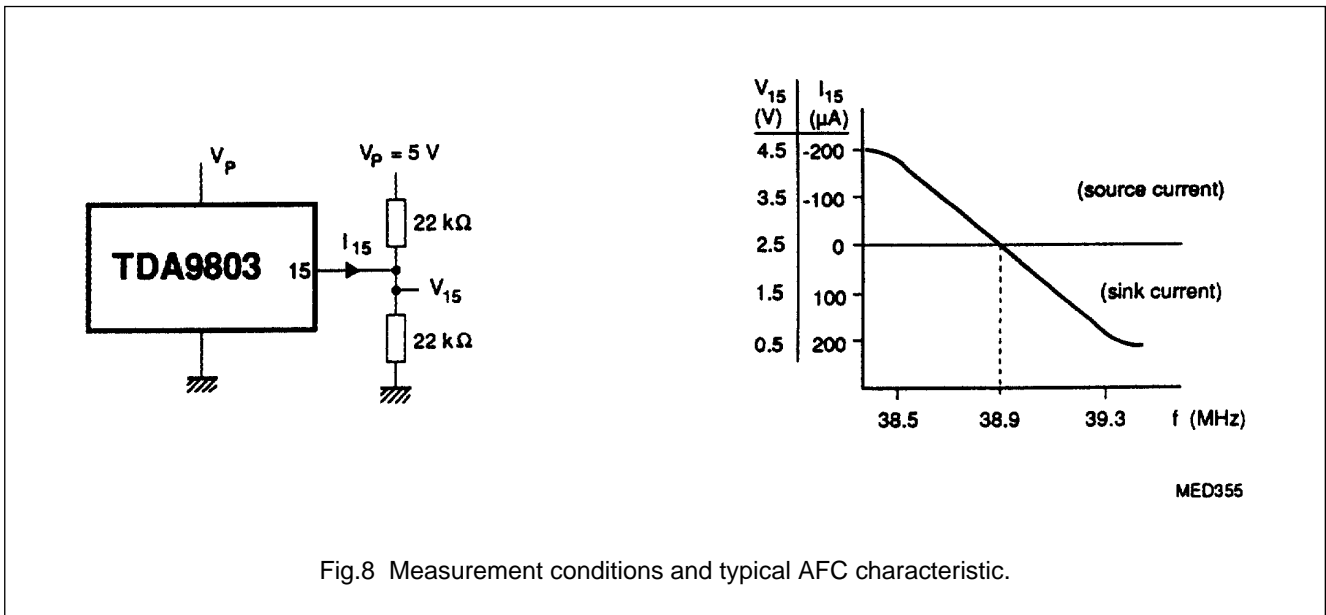 V_P
V_P = 5 V
22 kΩ
I_15
TDA9803
15
V_15
22 kΩ
V_15 I_15
(V) (µA)
4.5 -200
3.5 -100
2.5 0
1.5 100
0.5 200
(source current)
(sink current)
38.5 38.9 39.3 f (MHz)
MED355
Fig.8 Measurement conditions and typical AFC characteristic.